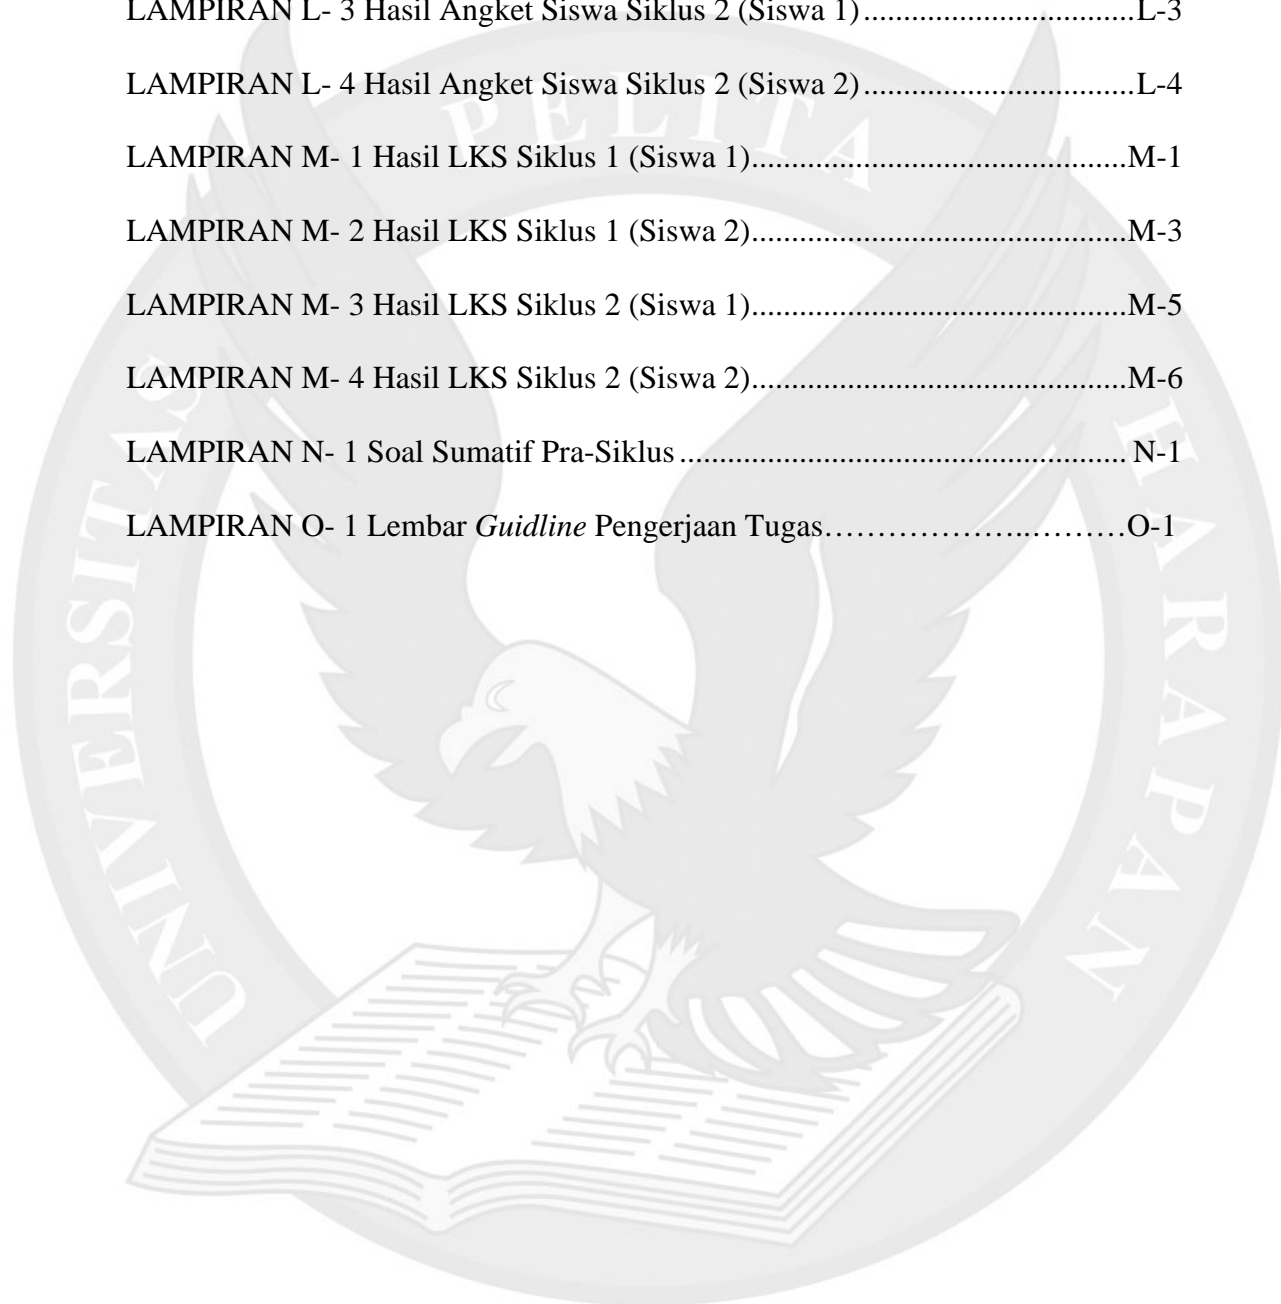 LAMPIRAN L- 3 Hasil Angket Siswa Siklus 2 (Siswa 1)..................................L-3
LAMPIRAN L- 4 Hasil Angket Siswa Siklus 2 (Siswa 2)..................................L-4
LAMPIRAN M- 1 Hasil LKS Siklus 1 (Siswa 1)...............................................M-1
LAMPIRAN M- 2 Hasil LKS Siklus 1 (Siswa 2)...............................................M-3
LAMPIRAN M- 3 Hasil LKS Siklus 2 (Siswa 1)...............................................M-5
LAMPIRAN M- 4 Hasil LKS Siklus 2 (Siswa 2)...............................................M-6
LAMPIRAN N- 1 Soal Sumatif Pra-Siklus........................................................ N-1
LAMPIRAN O- 1 Lembar Guidline Pengerjaan Tugas…………………..………O-1
UNIVERSITAS
PELITA
HARAPAN